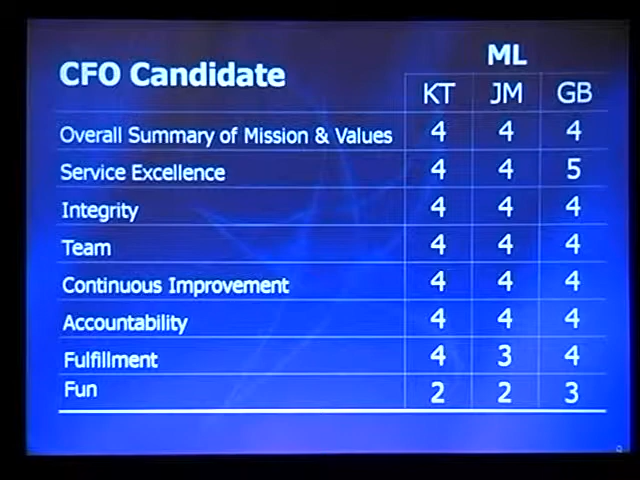 ML
CFO Candidate
KT JM GB
Overall Summary of Mission & Values 4 4 4
Service Excellence 4 4 5
Integrity 4 4 4
Team 4 4 4
Continuous Improvement 4 4 4
Accountability 4 4 4
Fulfillment 4 3 4
Fun 2 2 3